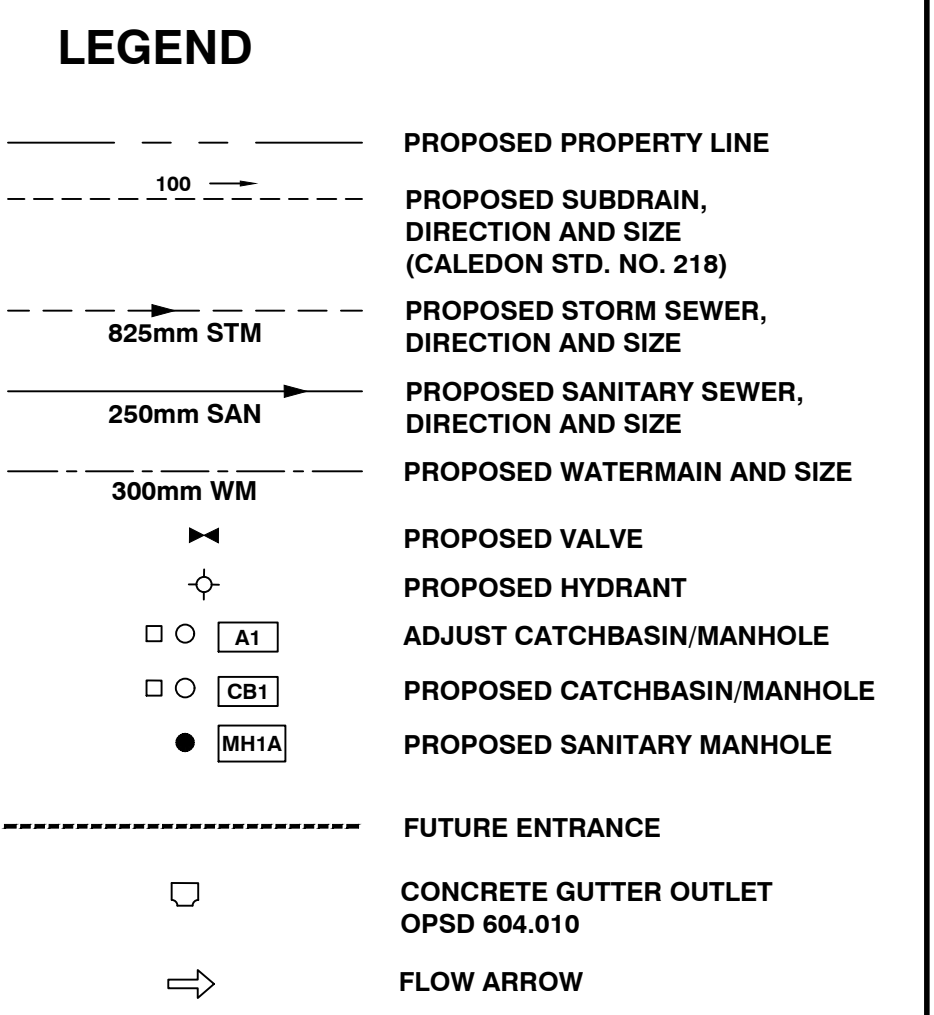 LEGEND
PROPOSED PROPERTY LINE
100
PROPOSED SUBDRAIN,
DIRECTION AND SIZE
(CALEDON STD. NO. 218)
825mm STM
PROPOSED STORM SEWER,
DIRECTION AND SIZE
250mm SAN
PROPOSED SANITARY SEWER,
DIRECTION AND SIZE
300mm WM
PROPOSED WATERMAIN AND SIZE
PROPOSED VALVE
PROPOSED HYDRANT
A1 ADJUST CATCHBASIN/MANHOLE
CB1 PROPOSED CATCHBASIN/MANHOLE
MH1A PROPOSED SANITARY MANHOLE
FUTURE ENTRANCE
CONCRETE GUTTER OUTLET
OPSD 604.010
FLOW ARROW